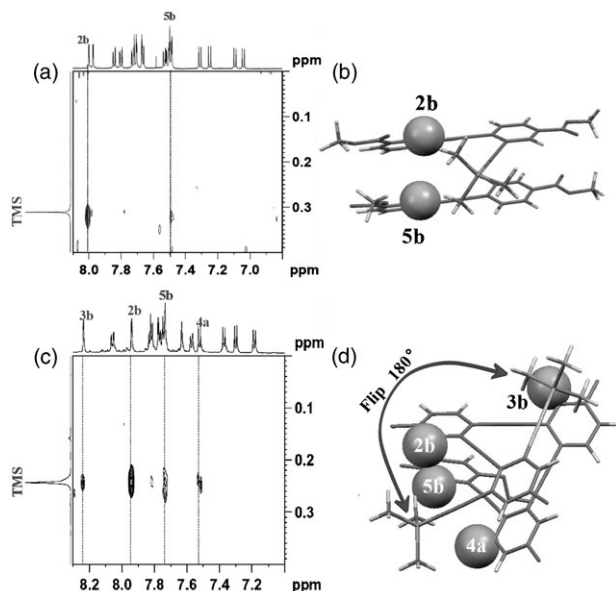 (a)
2b
5b
ppm
TMS
0.1
0.2
0.3
8.0 7.8 7.6 7.4 7.2 7.0 ppm
(b)
2b
5b
(c)
3b
2b
5b
4a
ppm
TMS
0.1
0.2
0.3
8.2 8.0 7.8 7.6 7.4 7.2 ppm
(d)
Flip 180°
3b
2b
5b
4a